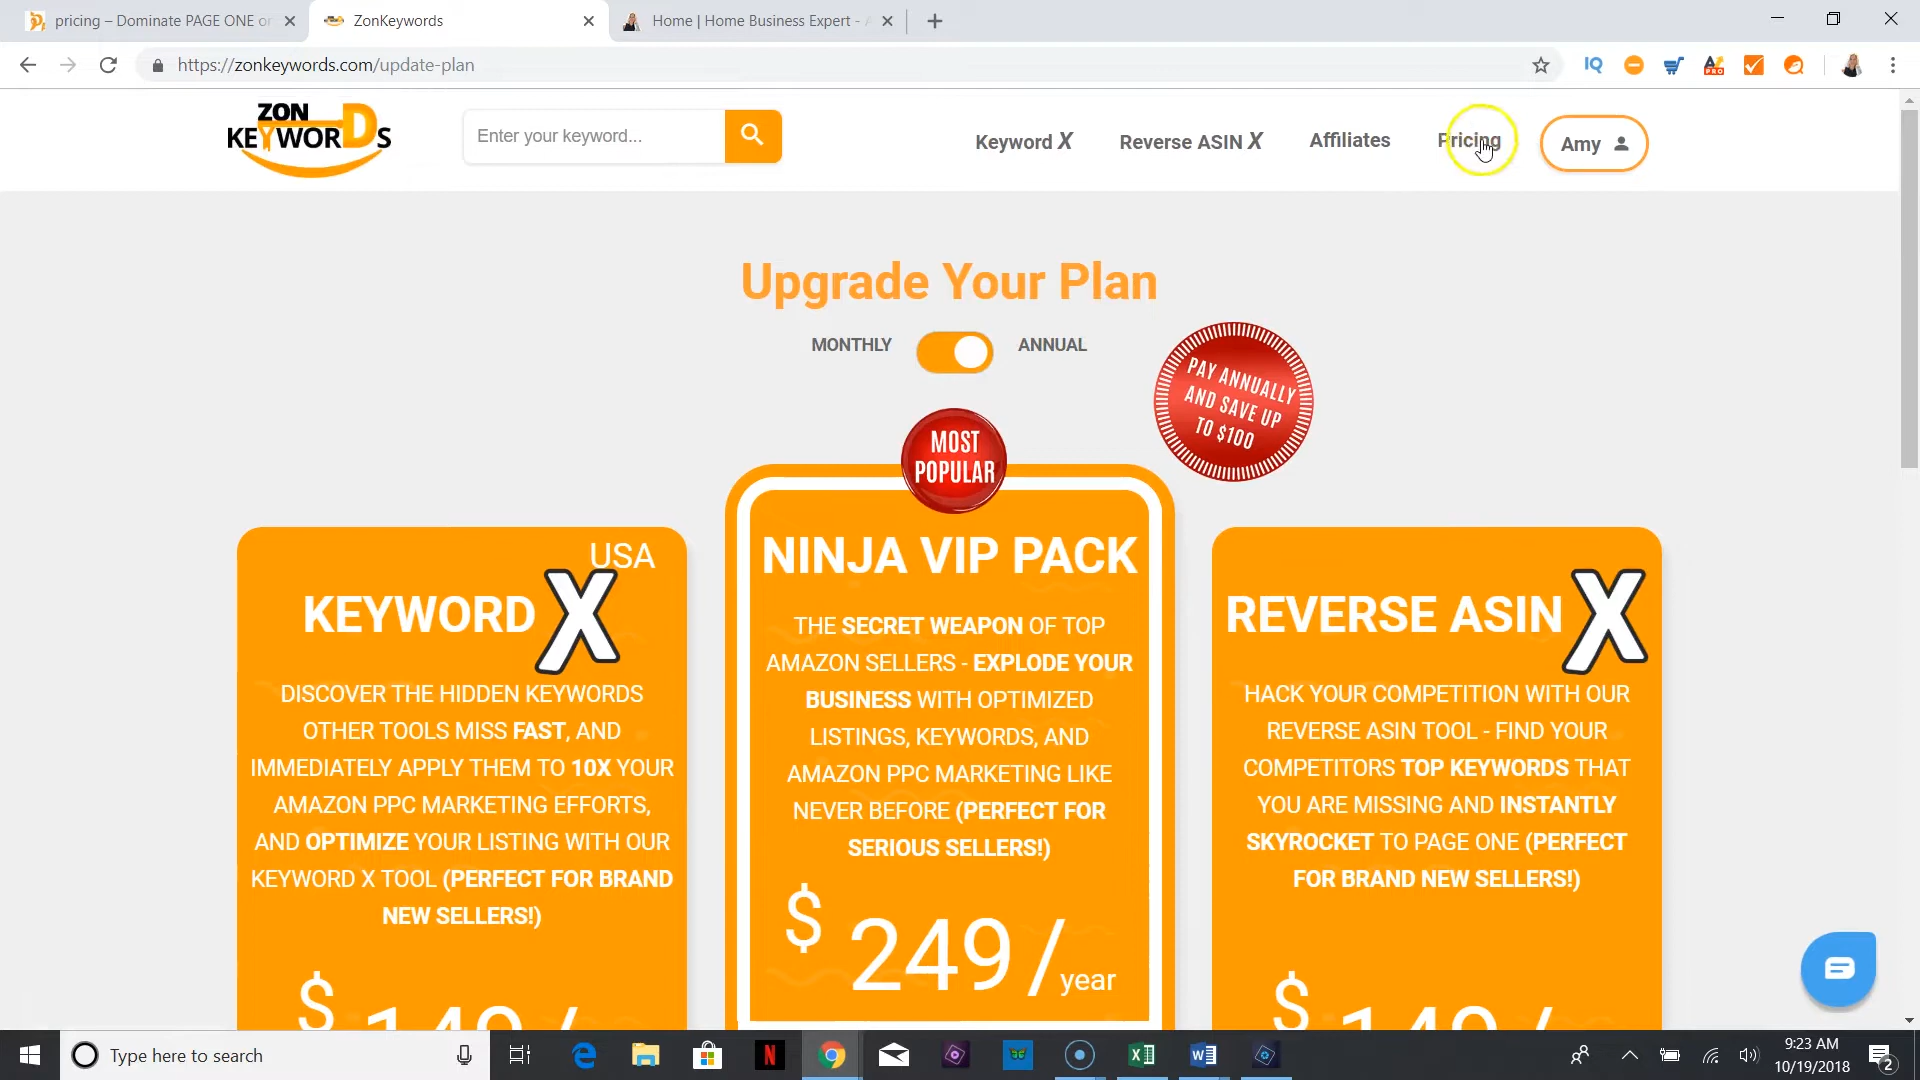 pricing – Dominate PAGE ONE on
ZonKeywords
Home | Home Business Expert -
https://zonkeywords.com/update-plan
IQ
PRO
ZON
KEYWORDS
Enter your keyword...
Keyword X
Reverse ASIN X
Affiliates
Pricing
Amy
Upgrade Your Plan
MONTHLY
ANNUAL
PAY ANNUALLY
AND SAVE UP
TO $100
MOST
POPULAR
USA
KEYWORD X
DISCOVER THE HIDDEN KEYWORDS
OTHER TOOLS MISS FAST, AND
IMMEDIATELY APPLY THEM TO 10X YOUR
AMAZON PPC MARKETING EFFORTS,
AND OPTIMIZE YOUR LISTING WITH OUR
KEYWORD X TOOL (PERFECT FOR BRAND
NEW SELLERS!)
$ 149/
NINJA VIP PACK
THE SECRET WEAPON OF TOP
AMAZON SELLERS - EXPLODE YOUR
BUSINESS WITH OPTIMIZED
LISTINGS, KEYWORDS, AND
AMAZON PPC MARKETING LIKE
NEVER BEFORE (PERFECT FOR
SERIOUS SELLERS!)
$ 249/year
REVERSE ASIN X
HACK YOUR COMPETITION WITH OUR
REVERSE ASIN TOOL - FIND YOUR
COMPETITORS TOP KEYWORDS THAT
YOU ARE MISSING AND INSTANTLY
SKYROCKET TO PAGE ONE (PERFECT
FOR BRAND NEW SELLERS!)
$ 149/
Type here to search
9:23 AM
10/19/2018
2